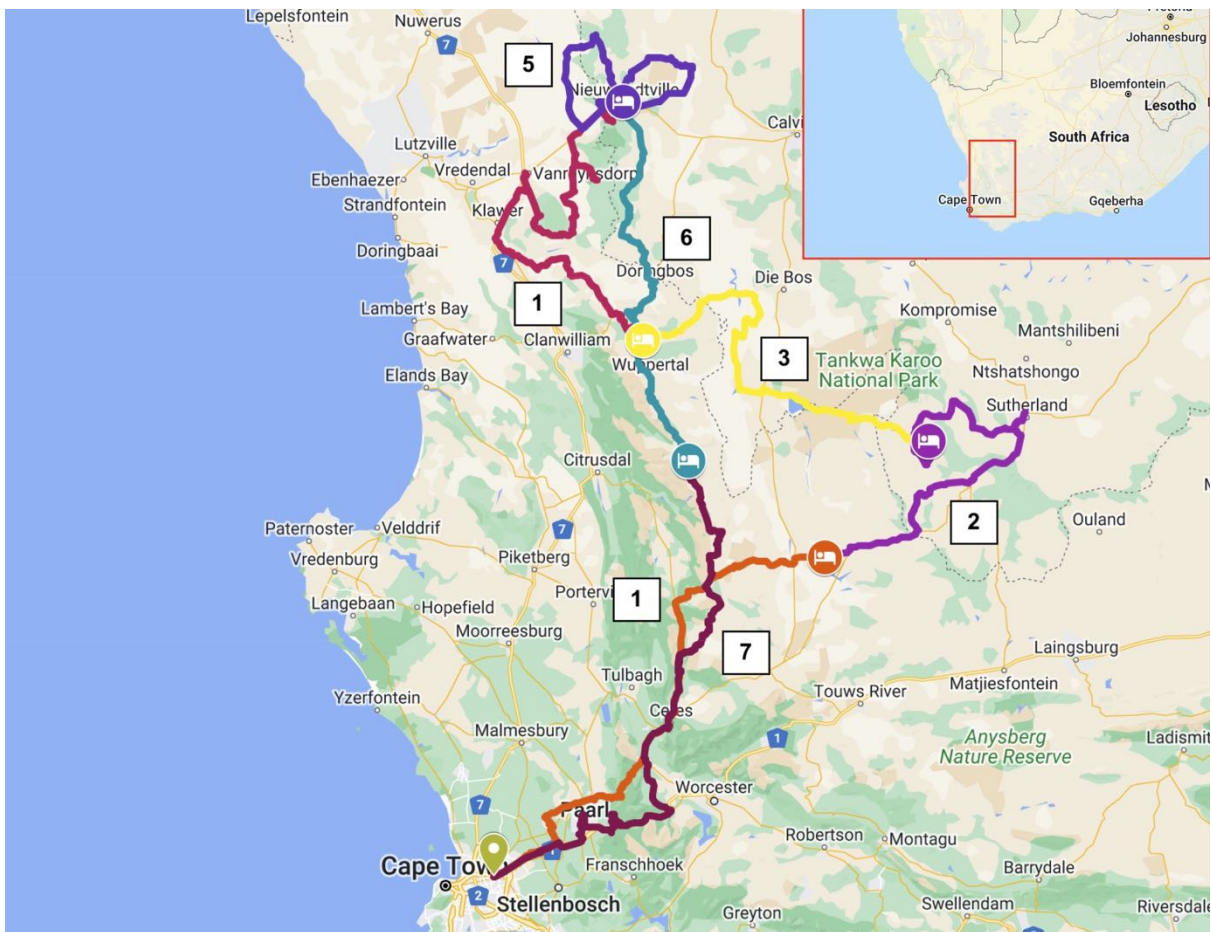 Lepelsfontein
Nuwerus
7
5
Nieuwoudtville
Calvi
Lutzville
Vredendal
Vanrhynsdorp
Ebenhaezer
Strandfontein
Klawer
Doringbaai
7
6
Doringbos
Die Bos
1
Lambert's Bay
Graafwater
Clanwilliam
Wuppertal
Elands Bay
3
Kompromise
Mantshilibeni
Tankwa Karoo
National Park
Ntshatshongo
Sutherland
Citrusdal
2
Ouland
Paternoster
Velddrif
7
Vredenburg
Piketberg
Langebaan
Hopefield
Porterville
1
Moorreesburg
7
Laingsburg
Tulbagh
Touws River
Matjiesfontein
Yzerfontein
Ceres
Malmesbury
1
Anysberg
Nature Reserve
Ladismit
7
Paarl
Worcester
1
Robertson
Montagu
Cape Town
Franschhoek
Barrydale
2
Stellenbosch
Swellendam
Riversdale
Greyton
2
Pretoria
Johannesburg
Bloemfontein
Lesotho
South Africa
Cape Town
Gqeberha